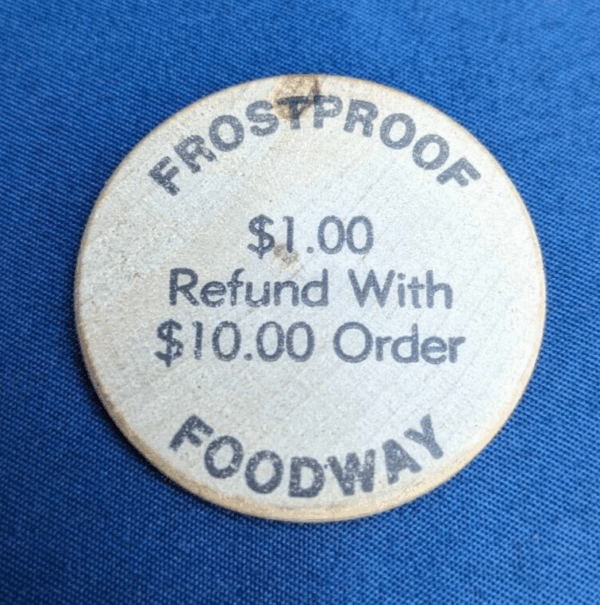 FROSTPROOF
$1.00
Refund With
$10.00 Order
FOODWAY